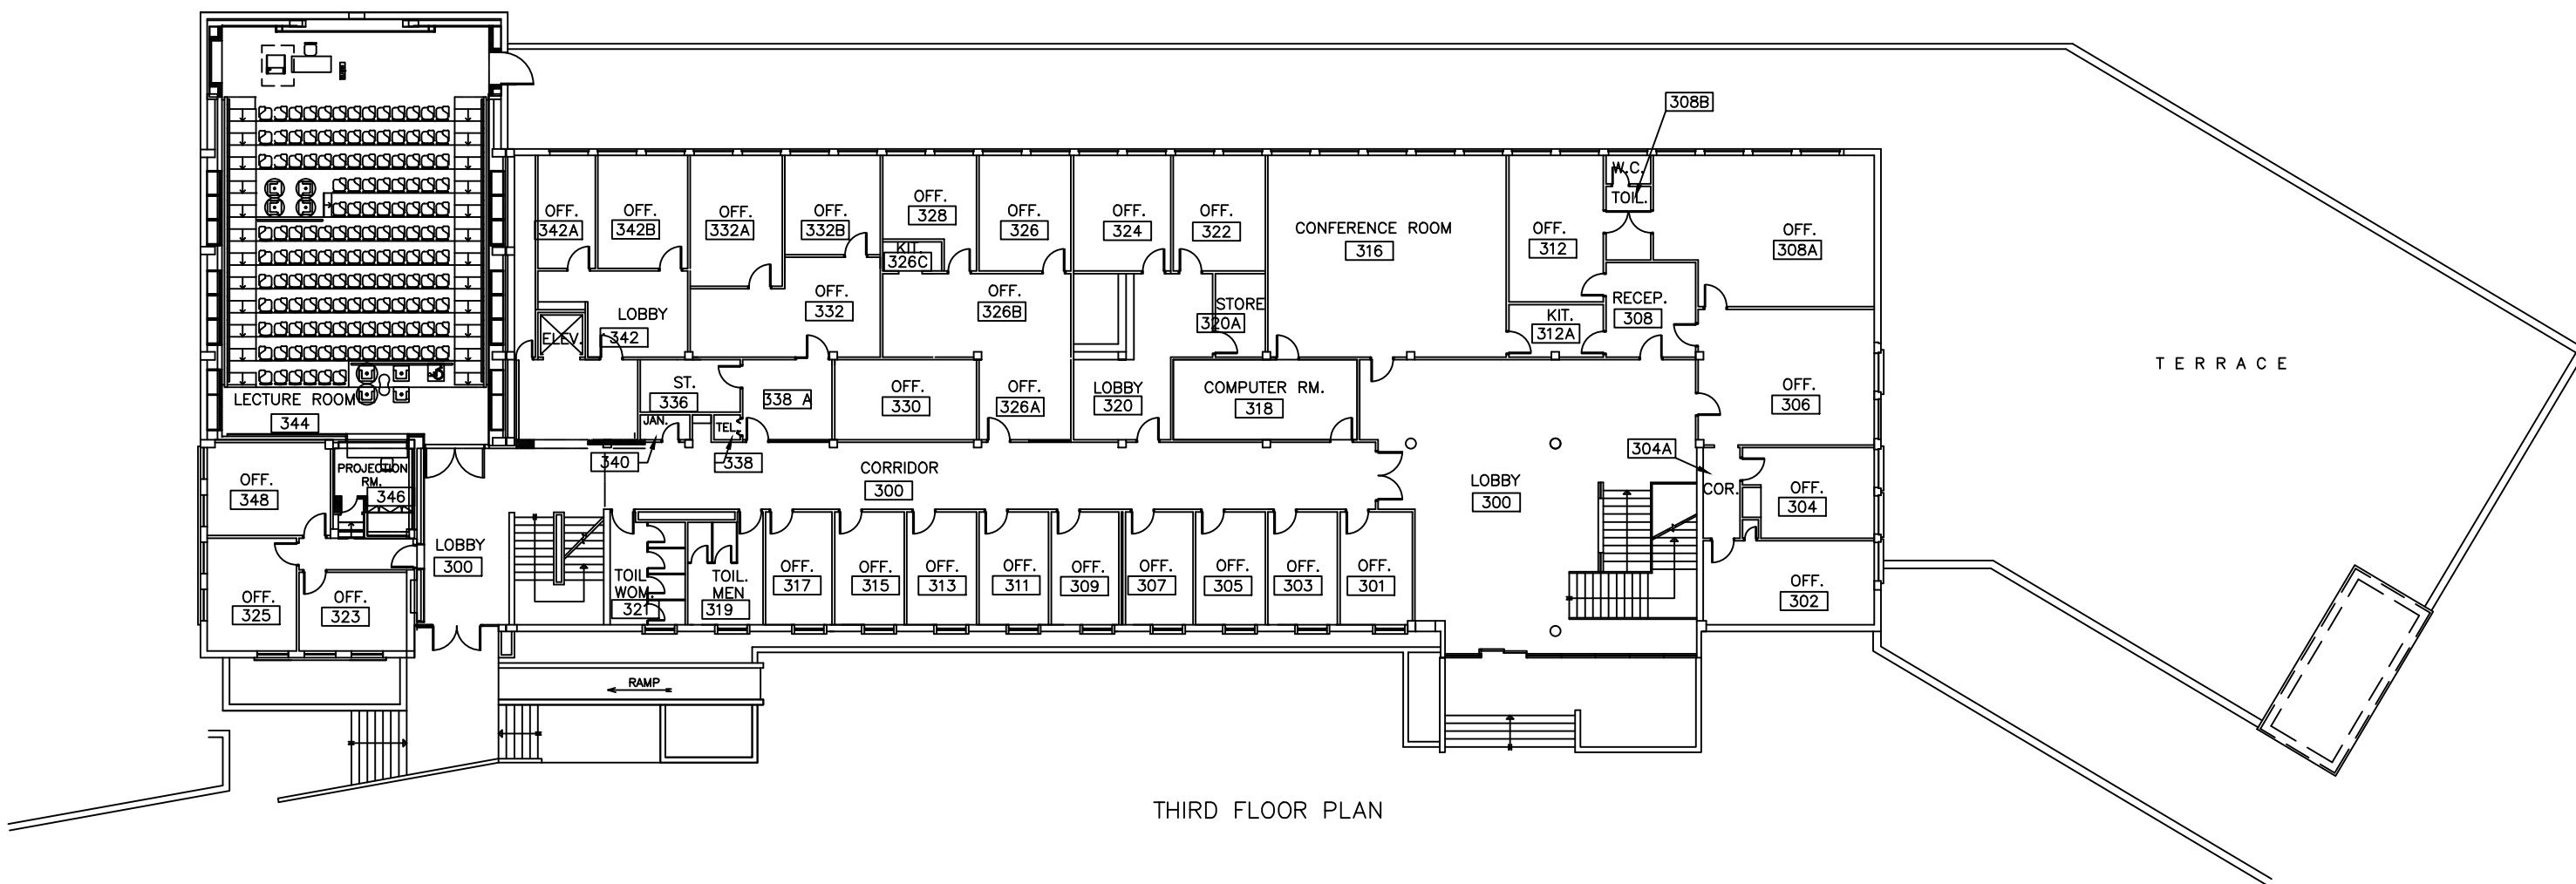 308B
W.C.
TOIL.
OFF.
342A
OFF.
342B
OFF.
332A
OFF.
332B
OFF.
328
OFF.
326
OFF.
324
OFF.
322
CONFERENCE ROOM
316
OFF.
312
OFF.
308A
KIT.
326C
LOBBY
342
ELEV.
OFF.
332
OFF.
326B
STORE
320A
KIT.
312A
RECEP.
308
TERRACE
LECTURE ROOM
344
ST.
336
338 A
OFF.
330
OFF.
326A
LOBBY
320
COMPUTER RM.
318
OFF.
306
JAN.
TEL.
340
338
CORRIDOR
300
304A
COR.
OFF.
304
LOBBY
300
OFF.
348
PROJECTION
RM.
346
LOBBY
300
OFF.
325
OFF.
323
TOIL.
WOM.
321
TOIL.
MEN
319
OFF.
317
OFF.
315
OFF.
313
OFF.
311
OFF.
309
OFF.
307
OFF.
305
OFF.
303
OFF.
301
OFF.
302
RAMP
THIRD FLOOR PLAN